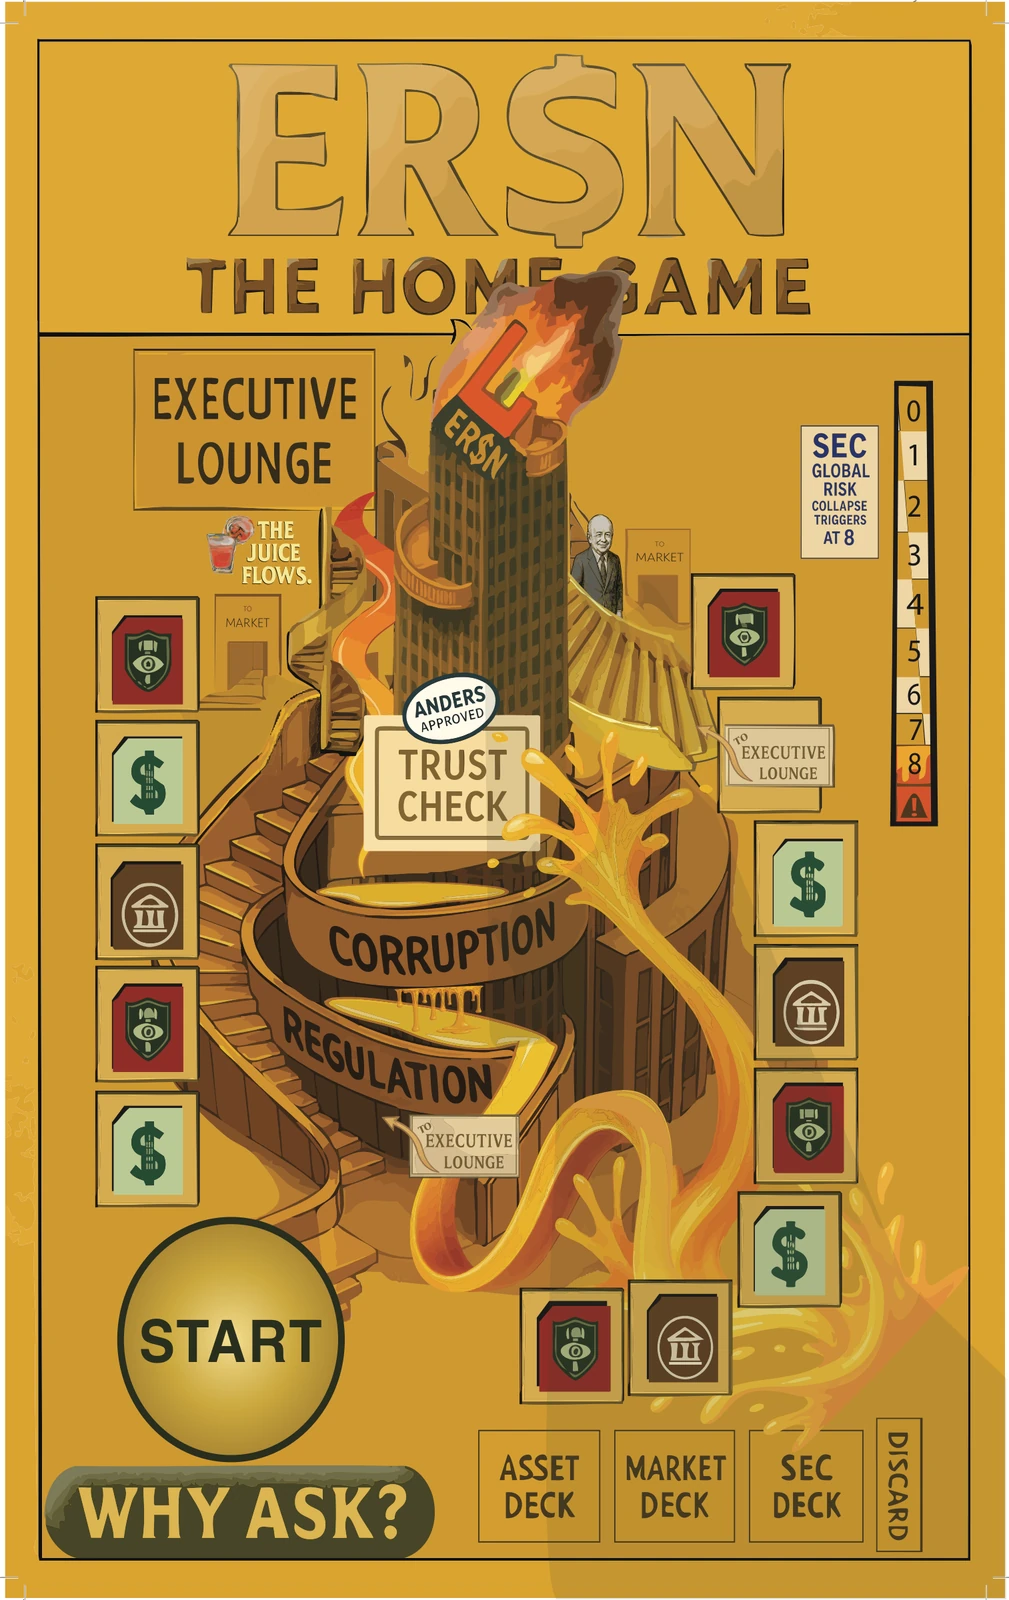 ER$N
THE HOME GAME
EXECUTIVE
LOUNGE
ER$N
THE
JUICE
FLOWS.
TO
MARKET
TO
MARKET
SEC
GLOBAL
RISK
COLLAPSE
TRIGGERS
AT 8
0
1
2
3
4
5
6
7
8
ANDERS
APPROVED
TRUST
CHECK
TO
EXECUTIVE
LOUNGE
CORRUPTION
REGULATION
TO
EXECUTIVE
LOUNGE
START
WHY ASK?
ASSET
DECK
MARKET
DECK
SEC
DECK
DISCARD